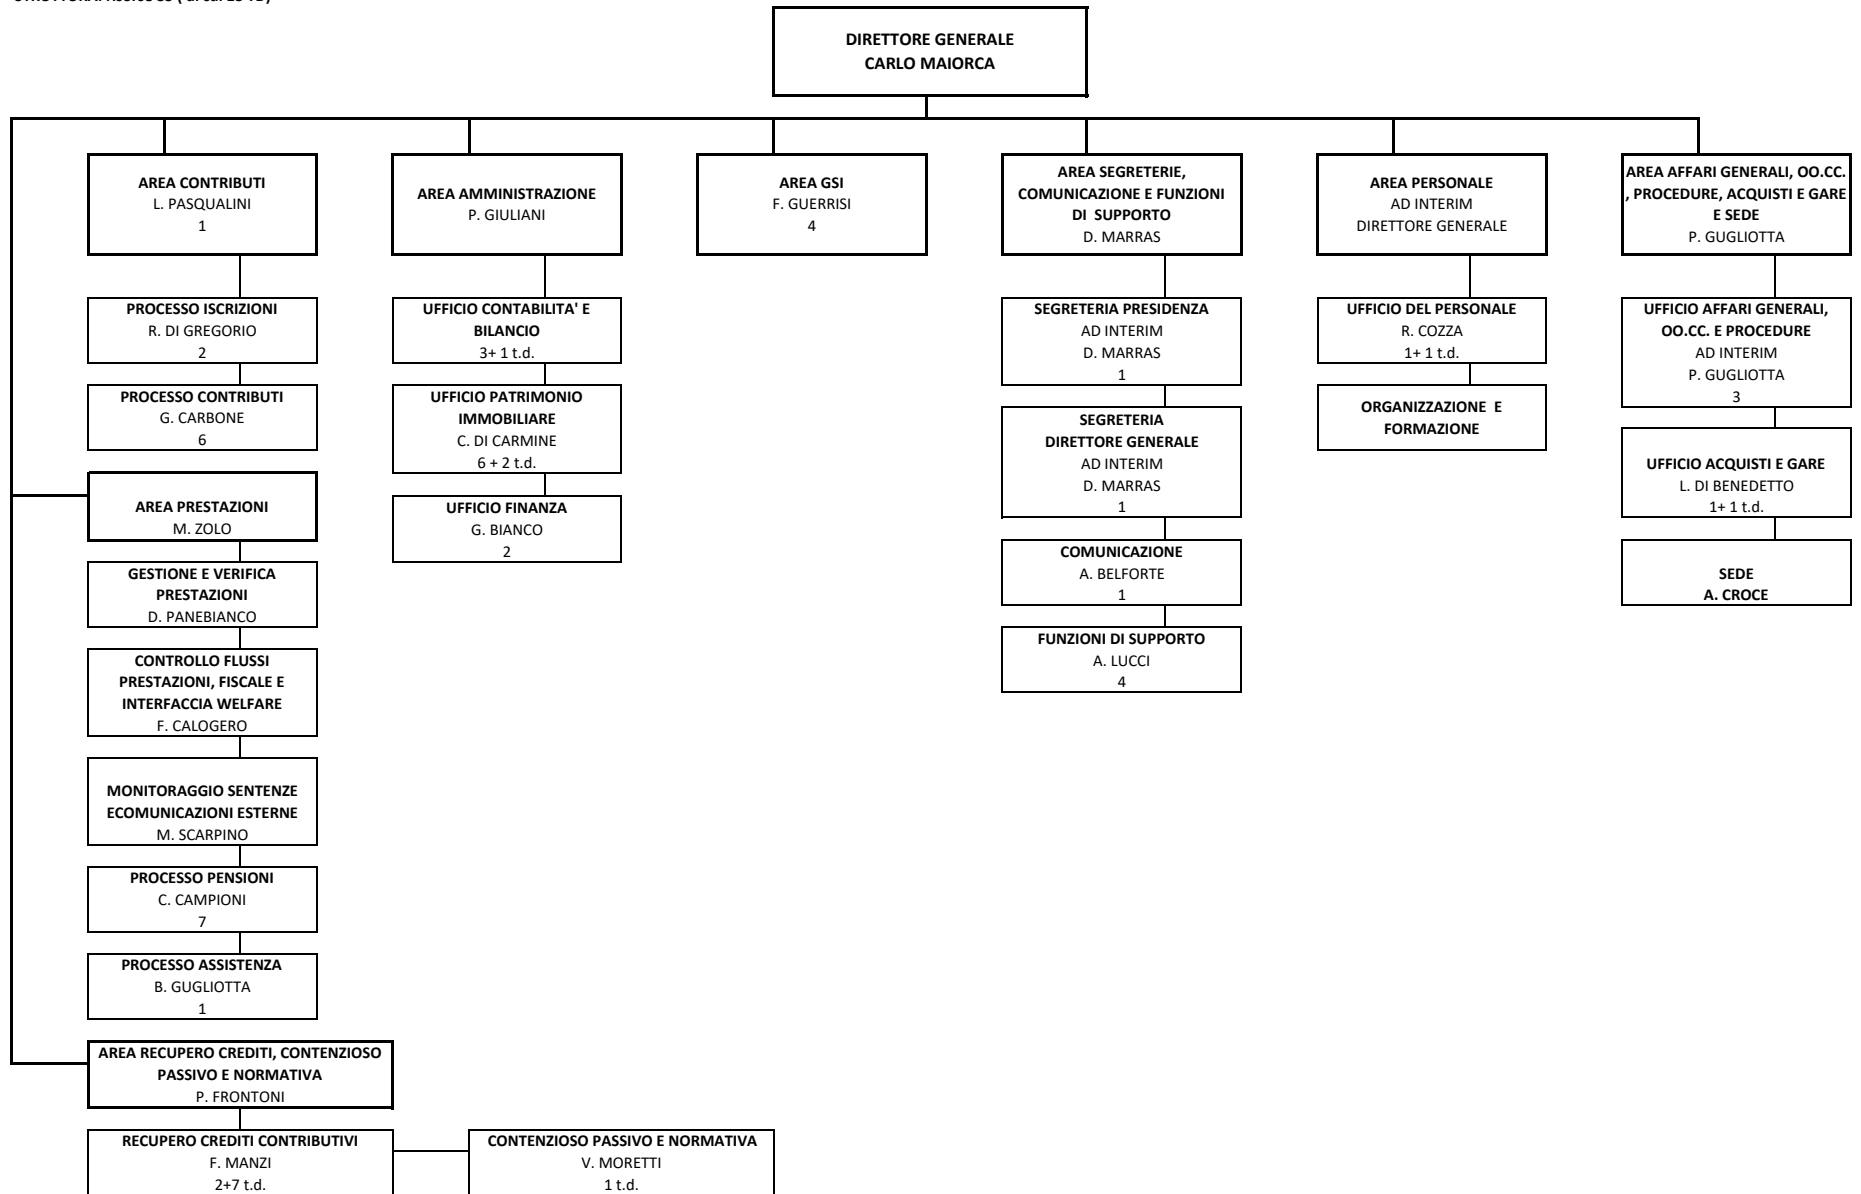 DIRETTORE GENERALE
CARLO MAIORCA
AREA CONTRIBUTI
L. PASQUALINI
1
AREA AMMINISTRAZIONE
P. GIULIANI
AREA GSI
F. GUERRISI
4
AREA SEGRETERIE,
COMUNICAZIONE E FUNZIONI
DI SUPPORTO
D. MARRAS
AREA PERSONALE
AD INTERIM
DIRETTORE GENERALE
AREA AFFARI GENERALI, OO.CC.
, PROCEDURE, ACQUISTI E GARE
E SEDE
P. GUGLIOTTA
PROCESSO ISCRIZIONI
R. DI GREGORIO
2
PROCESSO CONTRIBUTI
G. CARBONE
6
UFFICIO CONTABILITA' E
BILANCIO
3+ 1 t.d.
UFFICIO PATRIMONIO
IMMOBILIARE
C. DI CARMINE
6 + 2 t.d.
UFFICIO FINANZA
G. BIANCO
2
SEGRETERIA PRESIDENZA
AD INTERIM
D. MARRAS
1
SEGRETERIA
DIRETTORE GENERALE
AD INTERIM
D. MARRAS
1
COMUNICAZIONE
A. BELFORTE
1
FUNZIONI DI SUPPORTO
A. LUCCI
4
UFFICIO DEL PERSONALE
R. COZZA
1+ 1 t.d.
ORGANIZZAZIONE E
FORMAZIONE
UFFICIO AFFARI GENERALI,
OO.CC. E PROCEDURE
AD INTERIM
P. GUGLIOTTA
3
UFFICIO ACQUISTI E GARE
L. DI BENEDETTO
1+ 1 t.d.
SEDE
A. CROCE
AREA PRESTAZIONI
M. ZOLO
GESTIONE E VERIFICA
PRESTAZIONI
D. PANEBIANCO
CONTROLLO FLUSSI
PRESTAZIONI, FISCALE E
INTERFACCIA WELFARE
F. CALOGERO
MONITORAGGIO SENTENZE
ECOMUNICAZIONI ESTERNE
M. SCARPINO
PROCESSO PENSIONI
C. CAMPIONI
7
PROCESSO ASSISTENZA
B. GUGLIOTTA
1
AREA RECUPERO CREDITI, CONTENZIOSO
PASSIVO E NORMATIVA
P. FRONTONI
RECUPERO CREDITI CONTRIBUTIVI
F. MANZI
2+7 t.d.
CONTENZIOSO PASSIVO E NORMATIVA
V. MORETTI
1 t.d.